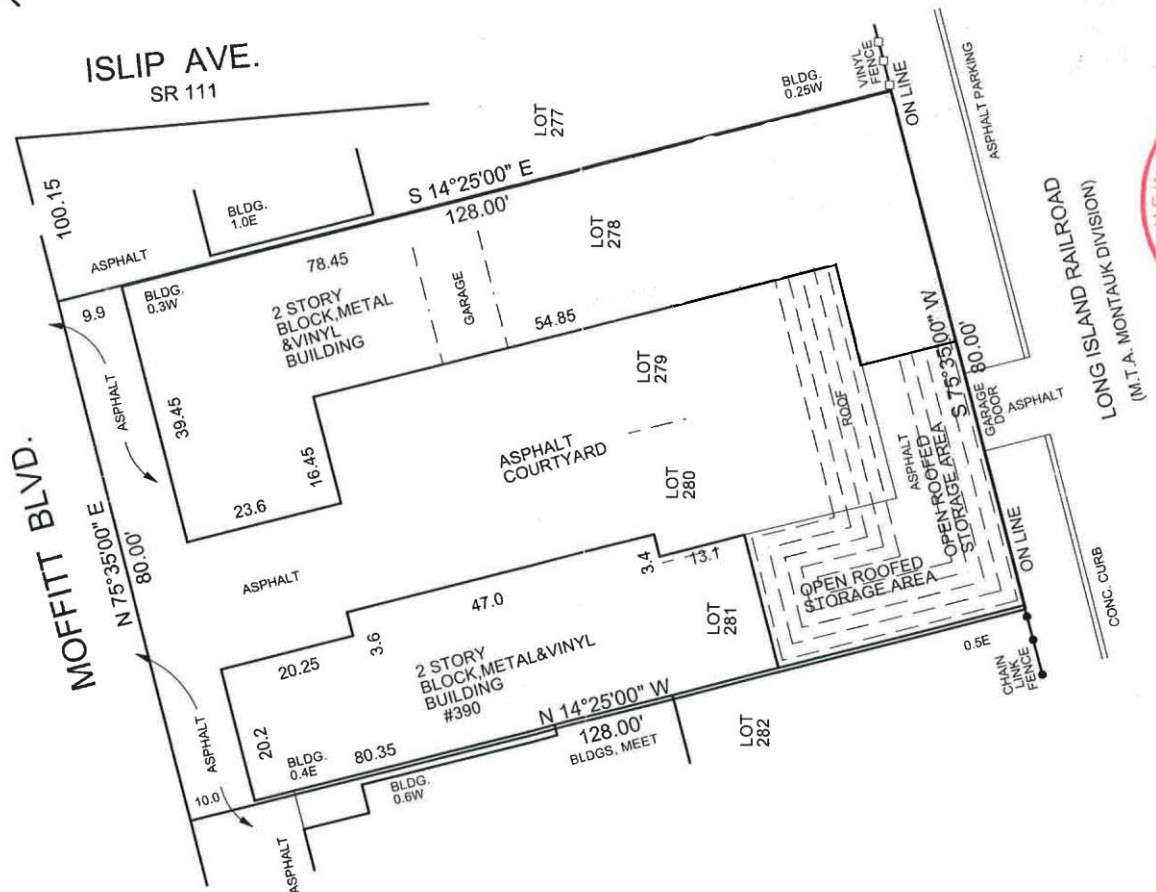 ISLIP AVE.
SR 111
100.15
ASPHALT
BLDG.
1.0E
S 14°25'00" E
128.00'
LOT
277
BLDG.
0.25W
VINYL
FENCE
ON LINE
ASPHALT PARKING
9.9
BLDG.
0.3W
78.45
2 STORY
BLOCK,METAL
&VINYL
BUILDING
GARAGE
54.85
LOT
278
LOT
279
LONG ISLAND RAILROAD
(M.T.A. MONTAUK DIVISION)
MOFFITT BLVD.
N 75°35'00" E
80.00'
ASPHALT
39.45
23.6
16.45
ASPHALT
COURTYARD
ROOF
S 75°35'00" W
80.00'
GARAGE
DOOR
ASPHALT
ASPHALT
LOT
280
ASPHALT
OPEN ROOFED
STORAGE AREA
OPEN ROOFED
STORAGE AREA
ON LINE
47.0
3.4
13.1
20.25
3.6
2 STORY
BLOCK,METAL&VINYL
BUILDING
#390
LOT
281
0.5E
CHAIN
LINK
FENCE
CONC. CURB
20.2
BLDG.
0.4E
80.35
N 14°25'00" W
128.00'
BLDGS, MEET
LOT
282
ASPHALT
10.0
BLDG.
0.6W
ASPHALT